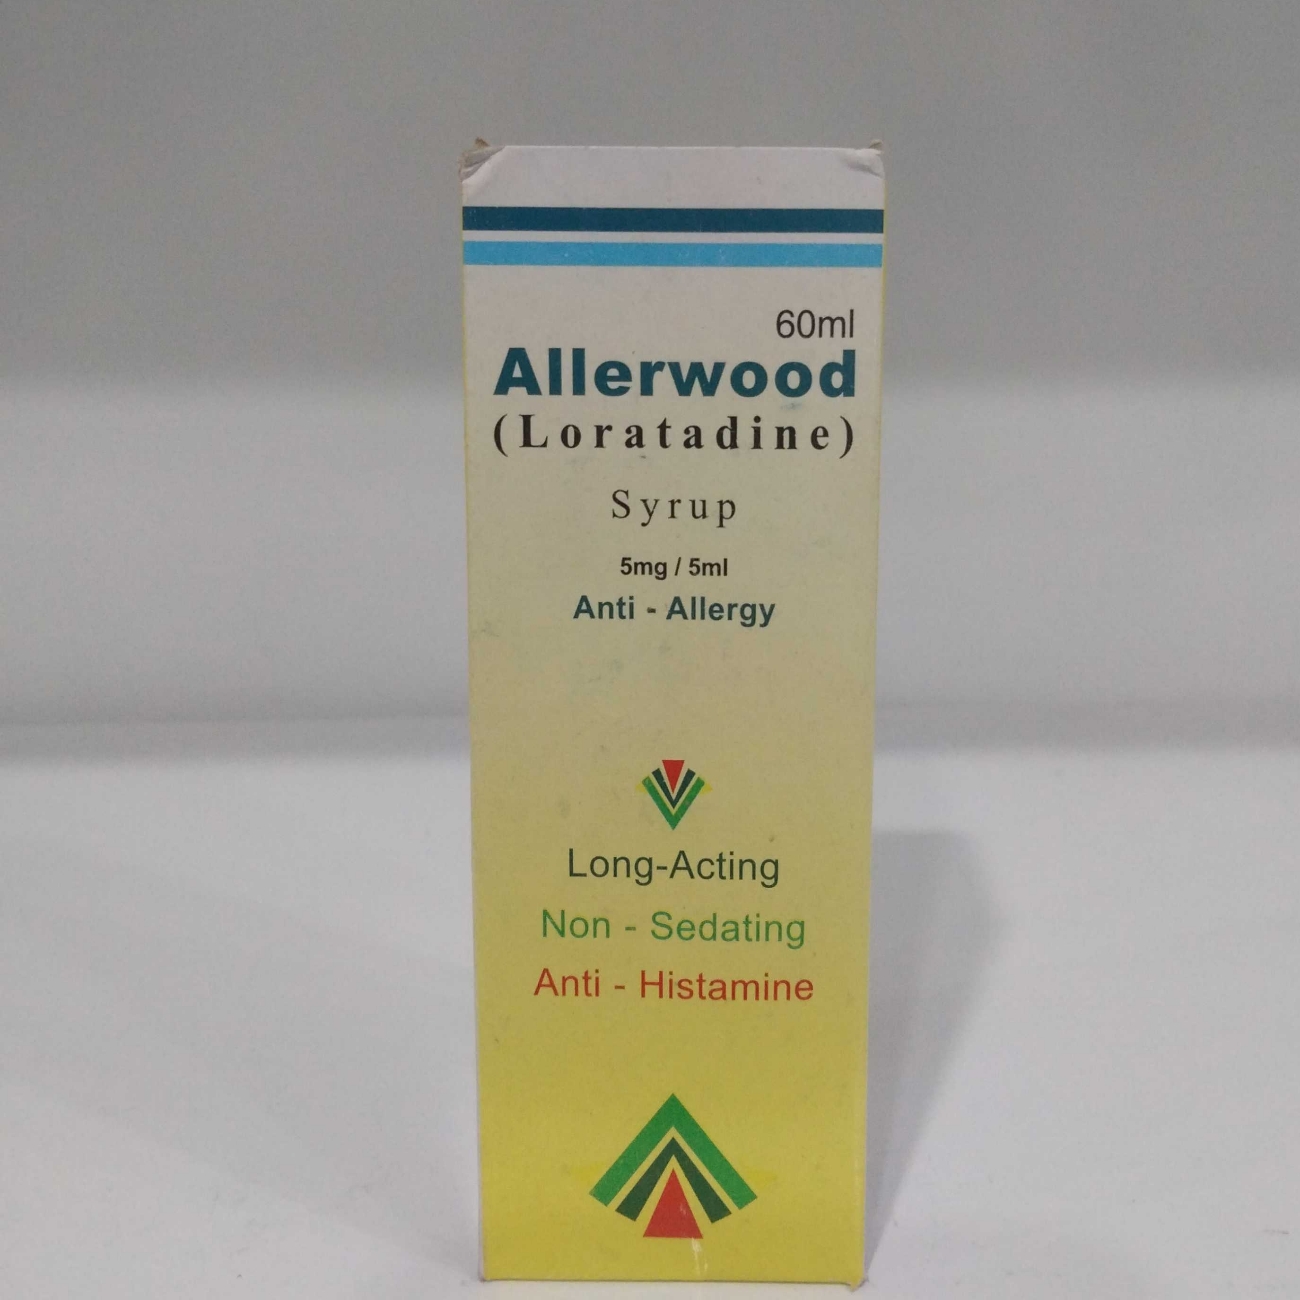 60ml
Allerwood
(Loratadine)
Syrup
5mg / 5ml
Anti - Allergy
Long-Acting
Non - Sedating
Anti - Histamine